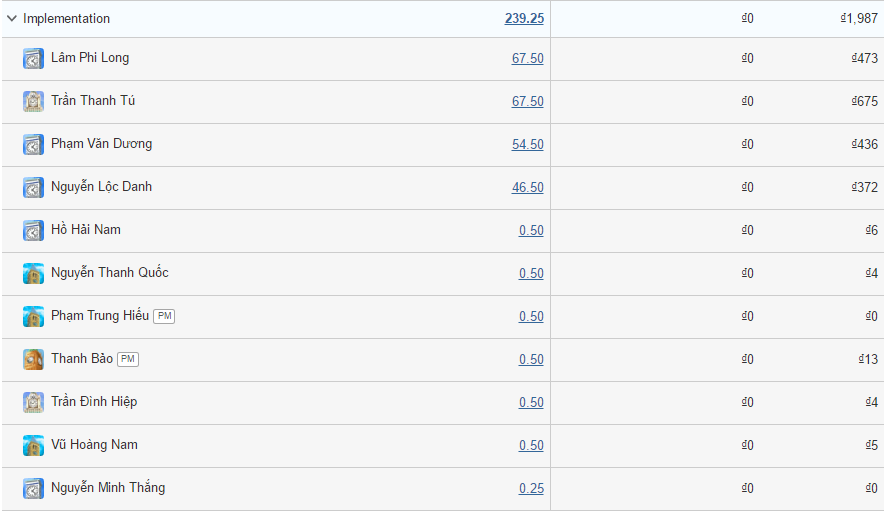 Implementation 239.25 ₫0 ₫1,987
Lâm Phi Long 67.50 ₫0 ₫473
Trần Thanh Tú 67.50 ₫0 ₫675
Phạm Văn Dương 54.50 ₫0 ₫436
Nguyễn Lộc Danh 46.50 ₫0 ₫372
Hồ Hải Nam 0.50 ₫0 ₫6
Nguyễn Thanh Quốc 0.50 ₫0 ₫4
Phạm Trung Hiếu PM 0.50 ₫0 ₫0
Thanh Bảo PM 0.50 ₫0 ₫13
Trần Đình Hiệp 0.50 ₫0 ₫4
Vũ Hoàng Nam 0.50 ₫0 ₫5
Nguyễn Minh Thắng 0.25 ₫0 ₫0